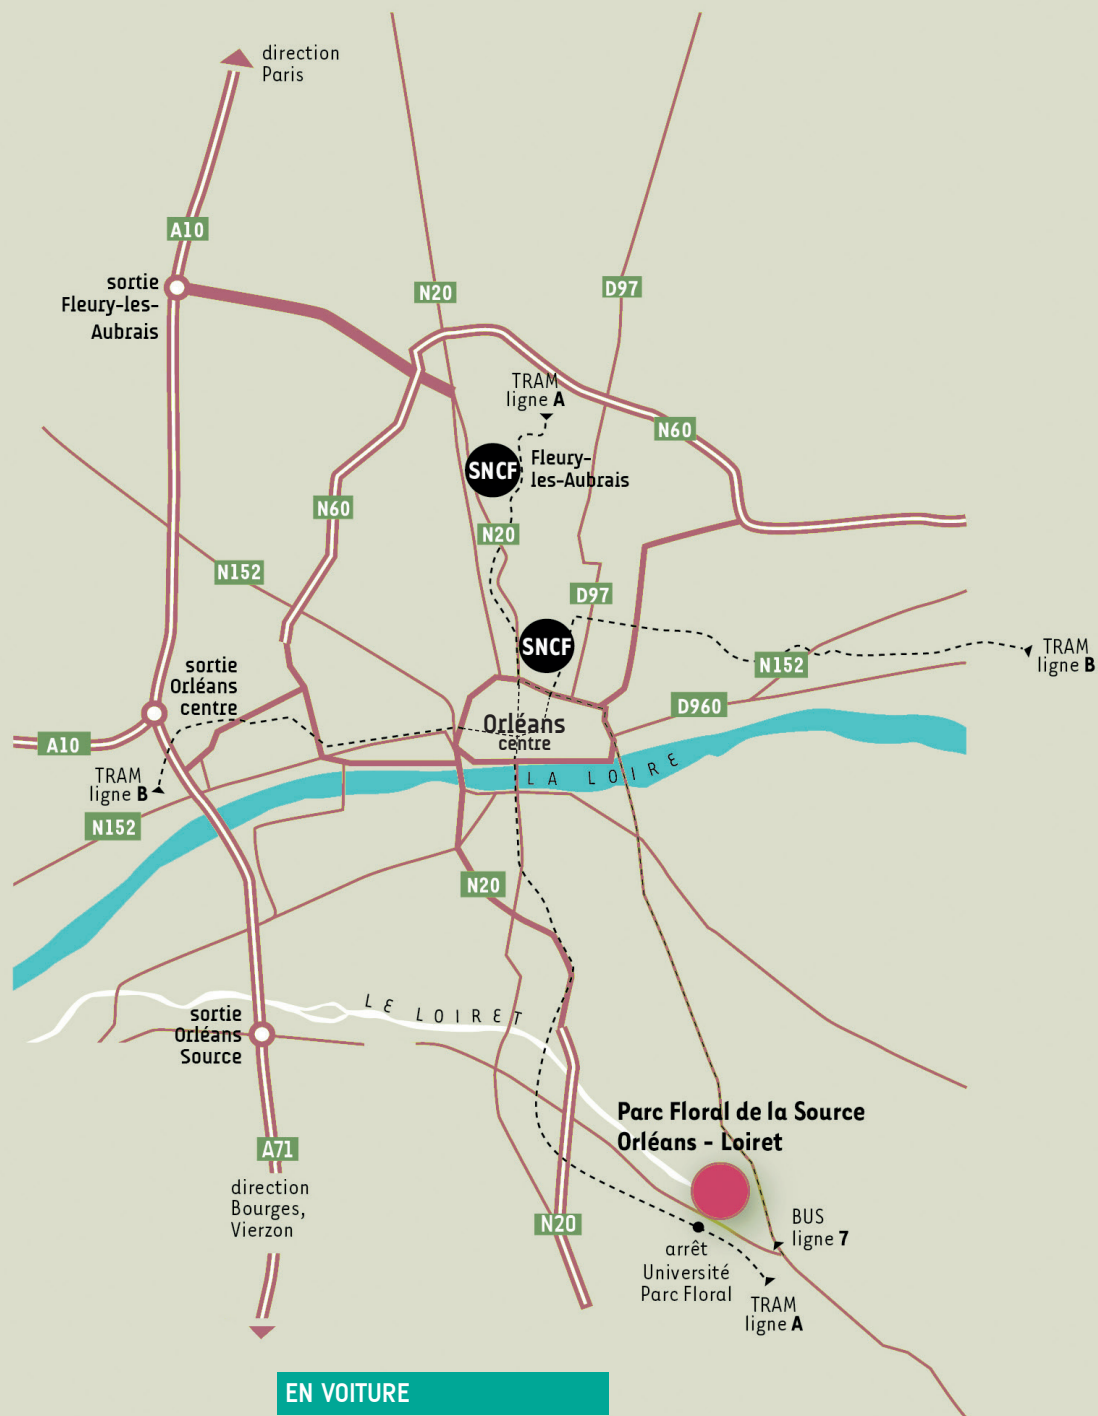 direction
Paris
A10
sortie
Fleury-les-
Aubrais
N20
D97
TRAM
ligne A
N60
SNCF
Fleury-
les-Aubrais
N60
N20
N152
D97
SNCF
TRAM
ligne B
N152
sortie
Orléans
centre
D960
Orléans
centre
A10
LA LOIRE
TRAM
ligne B
N152
N20
LE LOIRET
sortie
Orléans
Source
Parc Floral de la Source
Orléans - Loiret
A71
direction
Bourges,
Vierzon
N20
BUS
ligne 7
arrêt
Université
Parc Floral
TRAM
ligne A
EN VOITURE